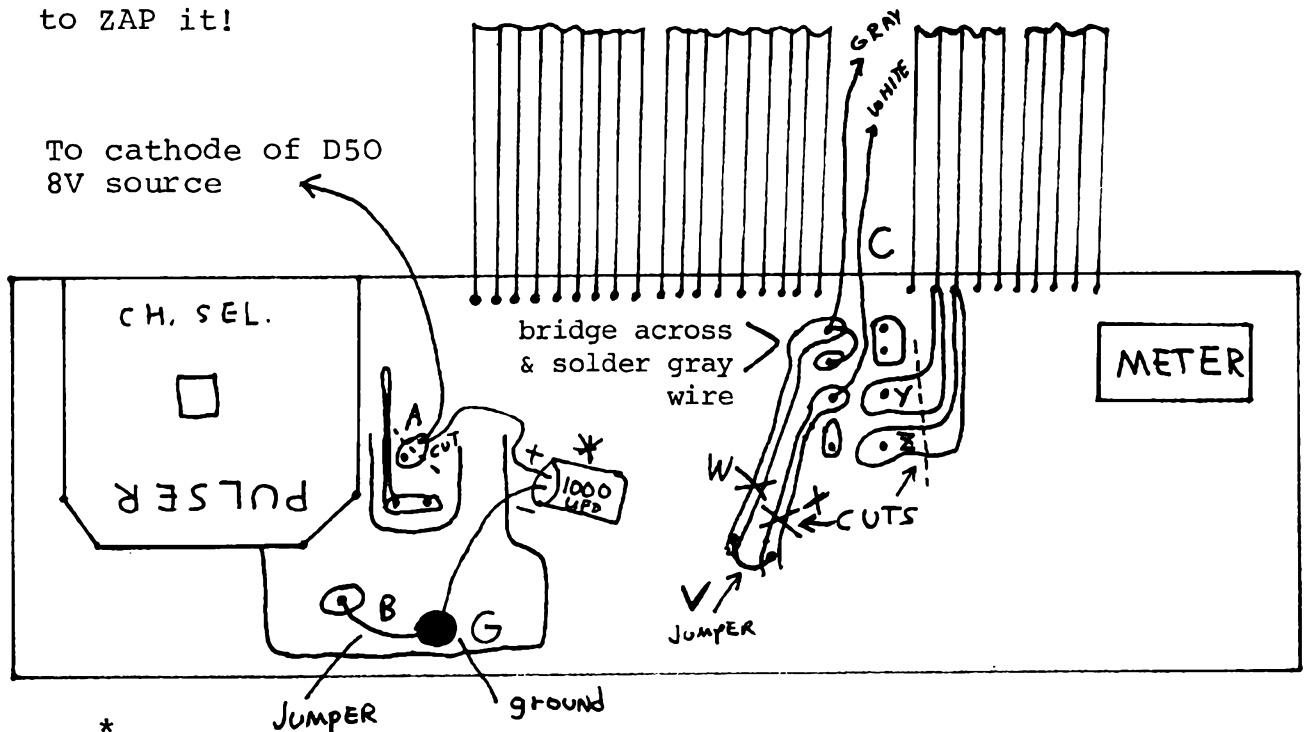 to ZAP it!
GRAY
WHITE
To cathode of D50
8V source
C
CH. SEL.
bridge across
& solder gray
wire
METER
A
CUT
Y
+
*
Z
W
1000
UFD
PULSER
-
X
CUTS
V
JUMPER
B
G
JUMPER
ground
*